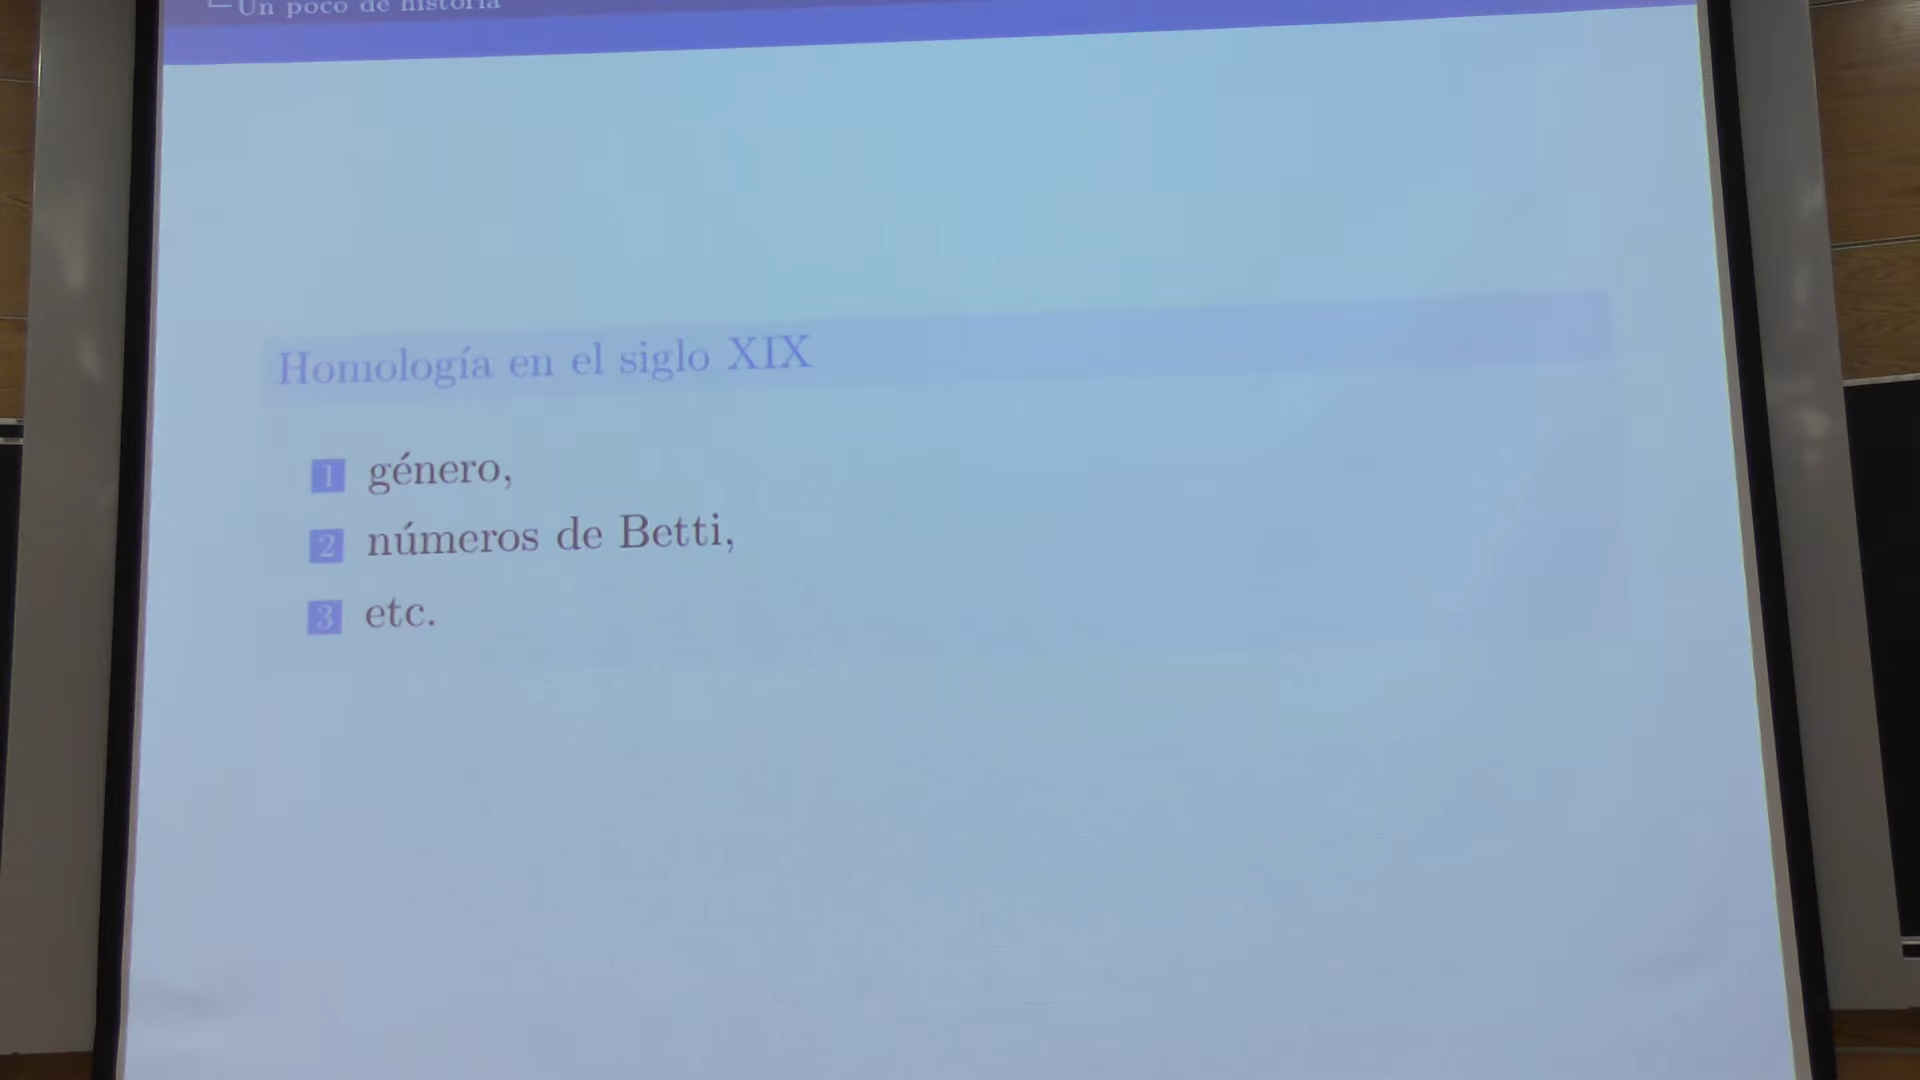 Un poco de historia
Homología en el siglo XIX
1 género,
2 números de Betti,
3 etc.